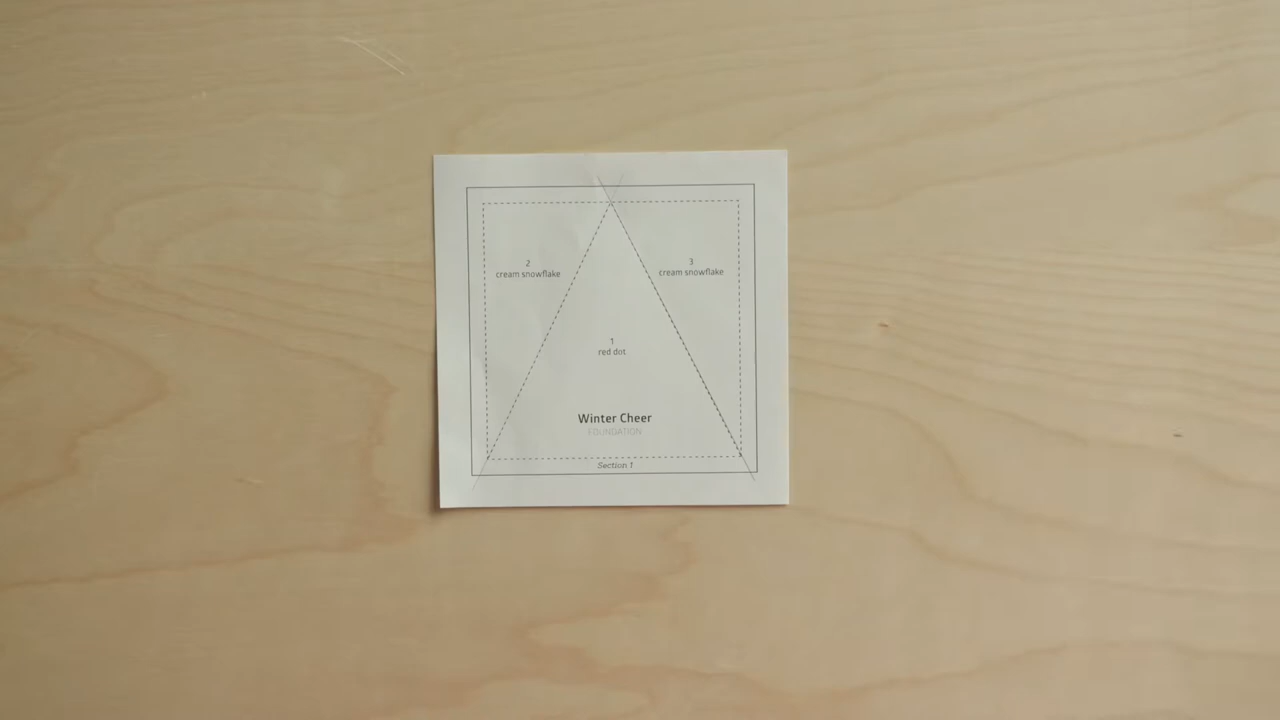 2
cream snowflake
3
cream snowflake
1
red dot
Winter Cheer
FOUNDATION
Section 1